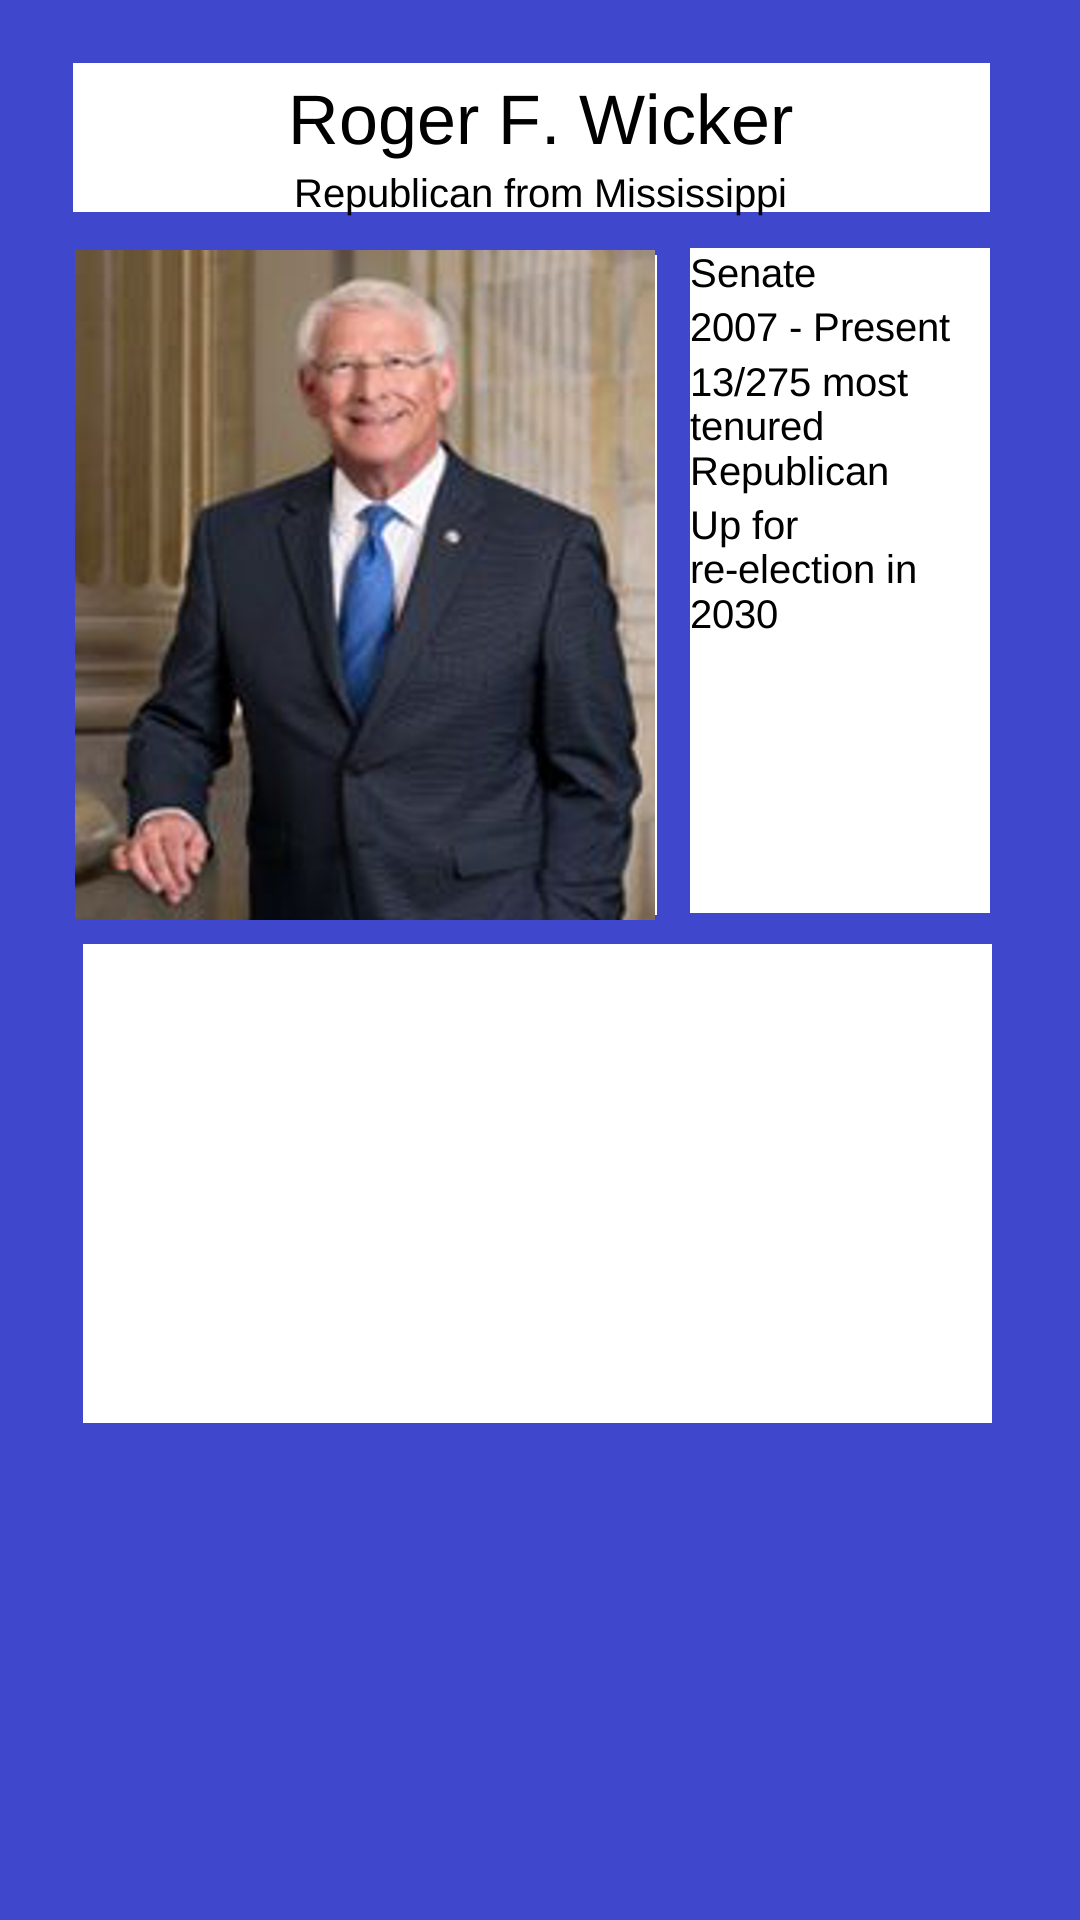 Roger F. Wicker
Republican from Mississippi
Senate
2007 - Present
13/275 most
tenured
Republican
Up for
re-election in
2030